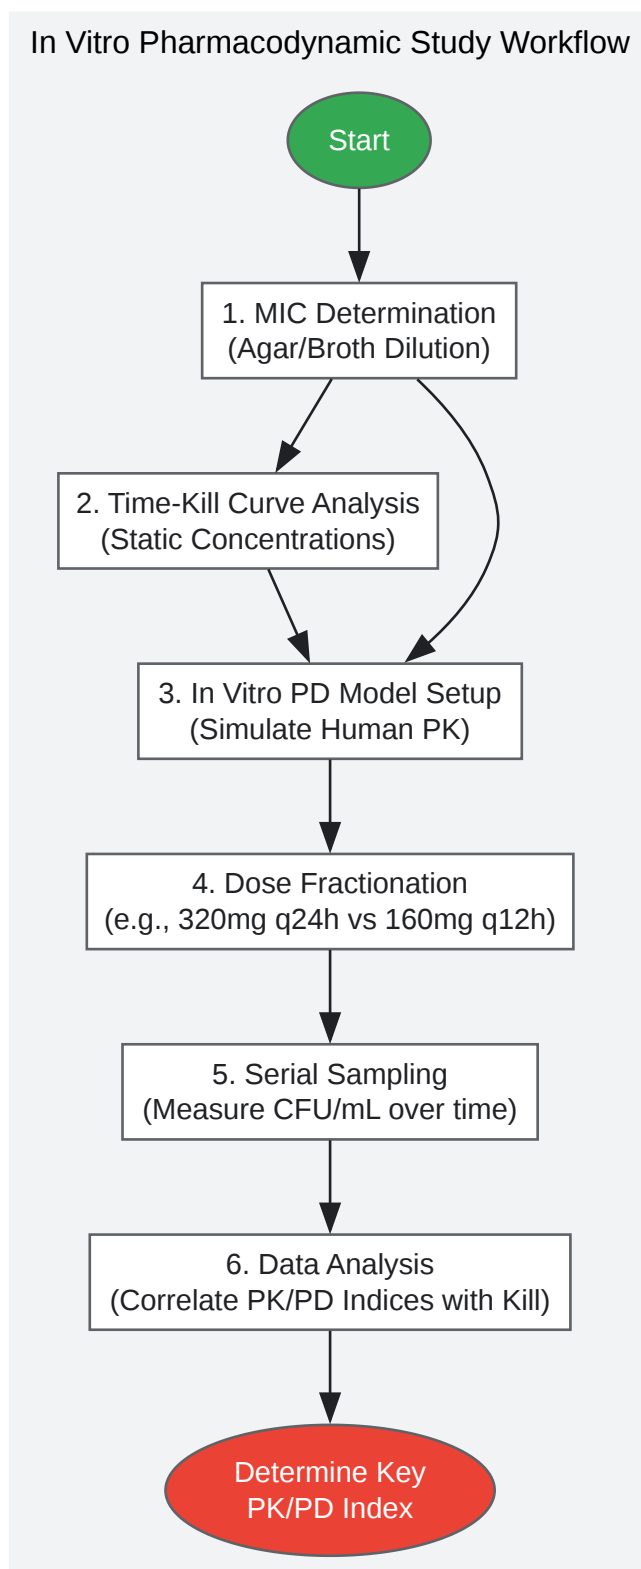 In Vitro Pharmacodynamic Study Workflow
Start
1. MIC Determination
(Agar/Broth Dilution)
2. Time-Kill Curve Analysis
(Static Concentrations)
3. In Vitro PD Model Setup
(Simulate Human PK)
4. Dose Fractionation
(e.g., 320mg q24h vs 160mg q12h)
5. Serial Sampling
(Measure CFU/mL over time)
6. Data Analysis
(Correlate PK/PD Indices with Kill)
Determine Key
PK/PD Index